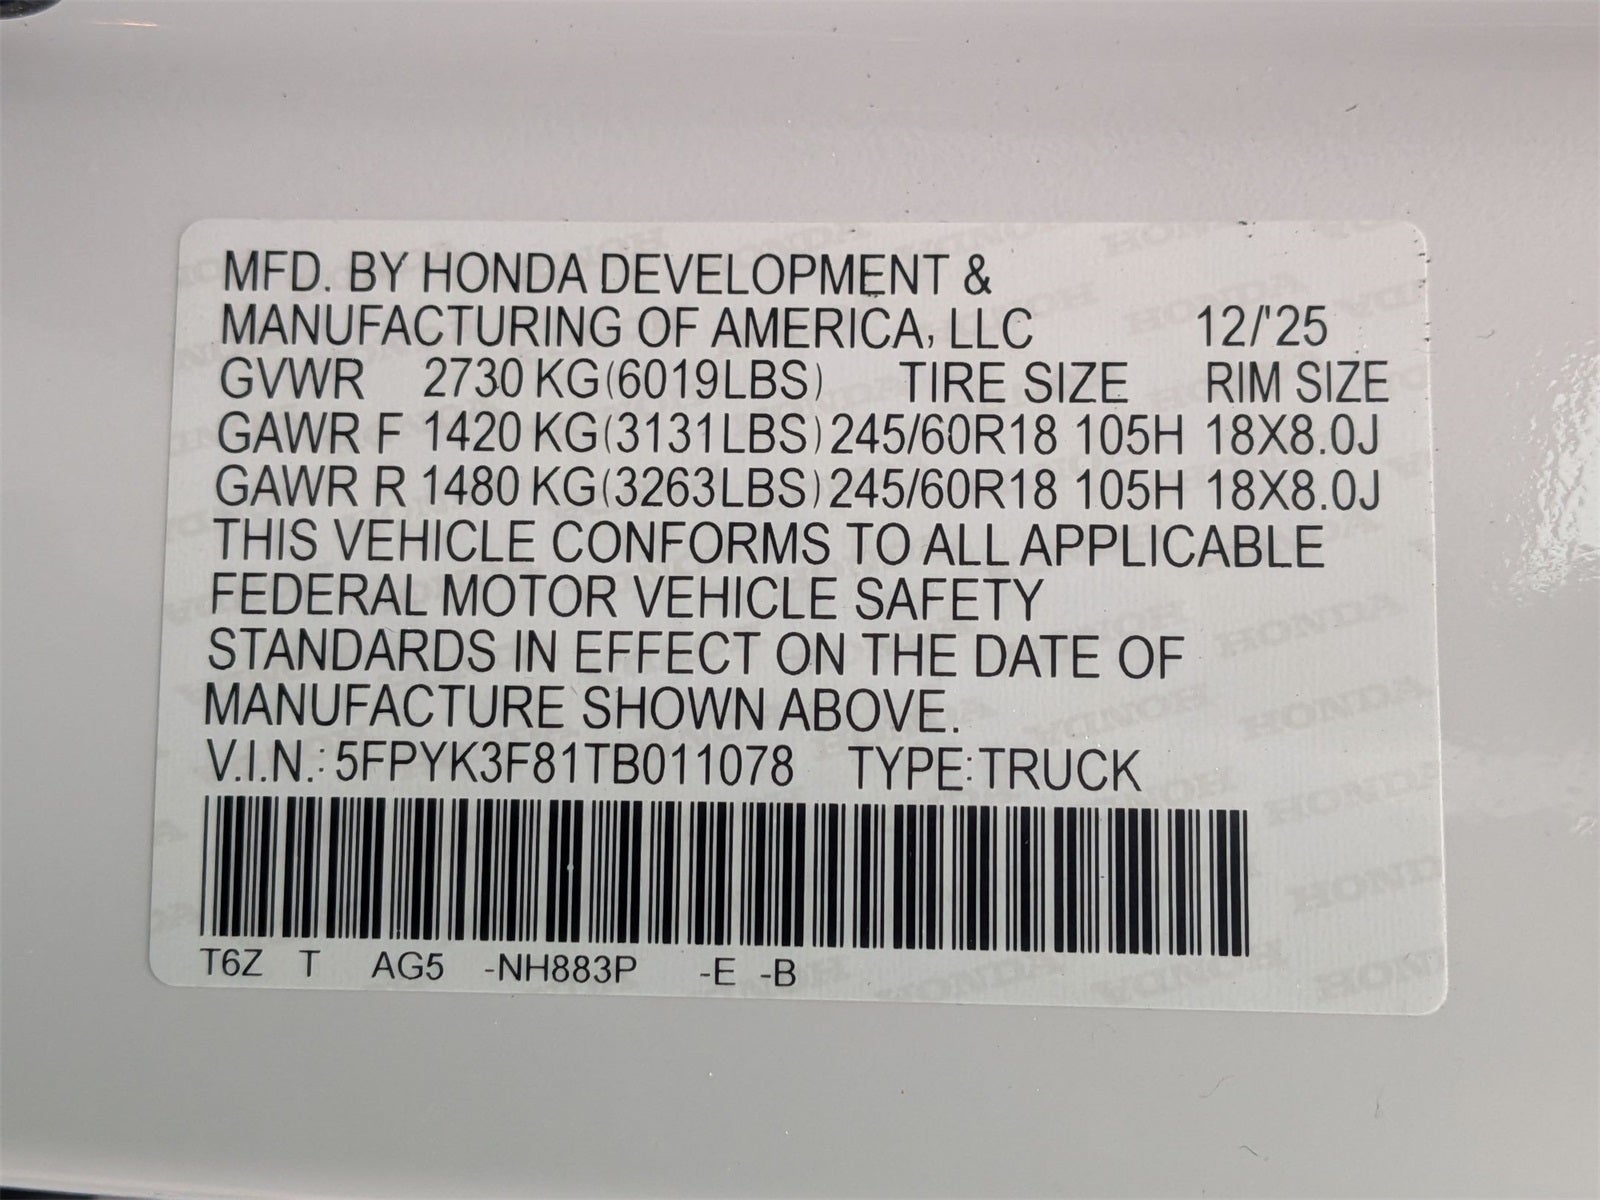 MFD. BY HONDA DEVELOPMENT &
MANUFACTURING OF AMERICA, LLC 12/'25
GVWR 2730 KG(6019LBS) TIRE SIZE RIM SIZE
GAWR F 1420 KG(3131LBS) 245/60R18 105H 18X8.0J
GAWR R 1480 KG(3263LBS) 245/60R18 105H 18X8.0J
THIS VEHICLE CONFORMS TO ALL APPLICABLE
FEDERAL MOTOR VEHICLE SAFETY
STANDARDS IN EFFECT ON THE DATE OF
MANUFACTURE SHOWN ABOVE.
V.I.N.: 5FPYK3F81TB011078 TYPE:TRUCK
T6Z T AG5 -NH883P -E -B